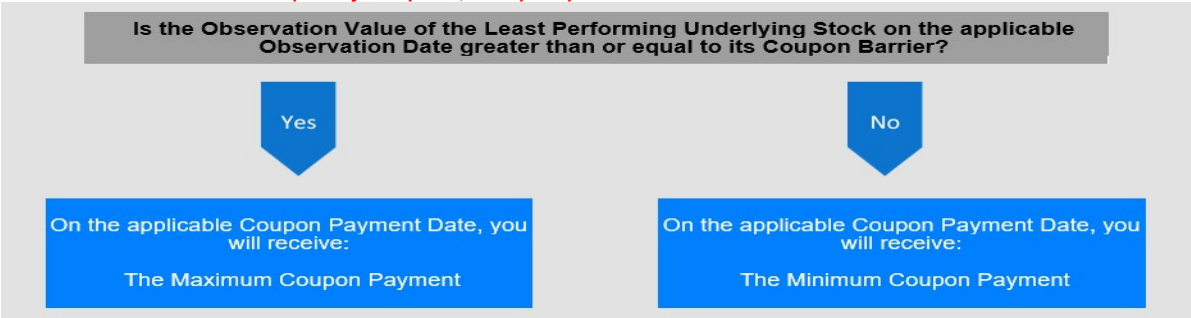 Is the Observation Value of the Least Performing Underlying Stock on the applicable
Observation Date greater than or equal to its Coupon Barrier?
Yes
No
On the applicable Coupon Payment Date, you
will receive:
The Maximum Coupon Payment
On the applicable Coupon Payment Date, you
will receive:
The Minimum Coupon Payment